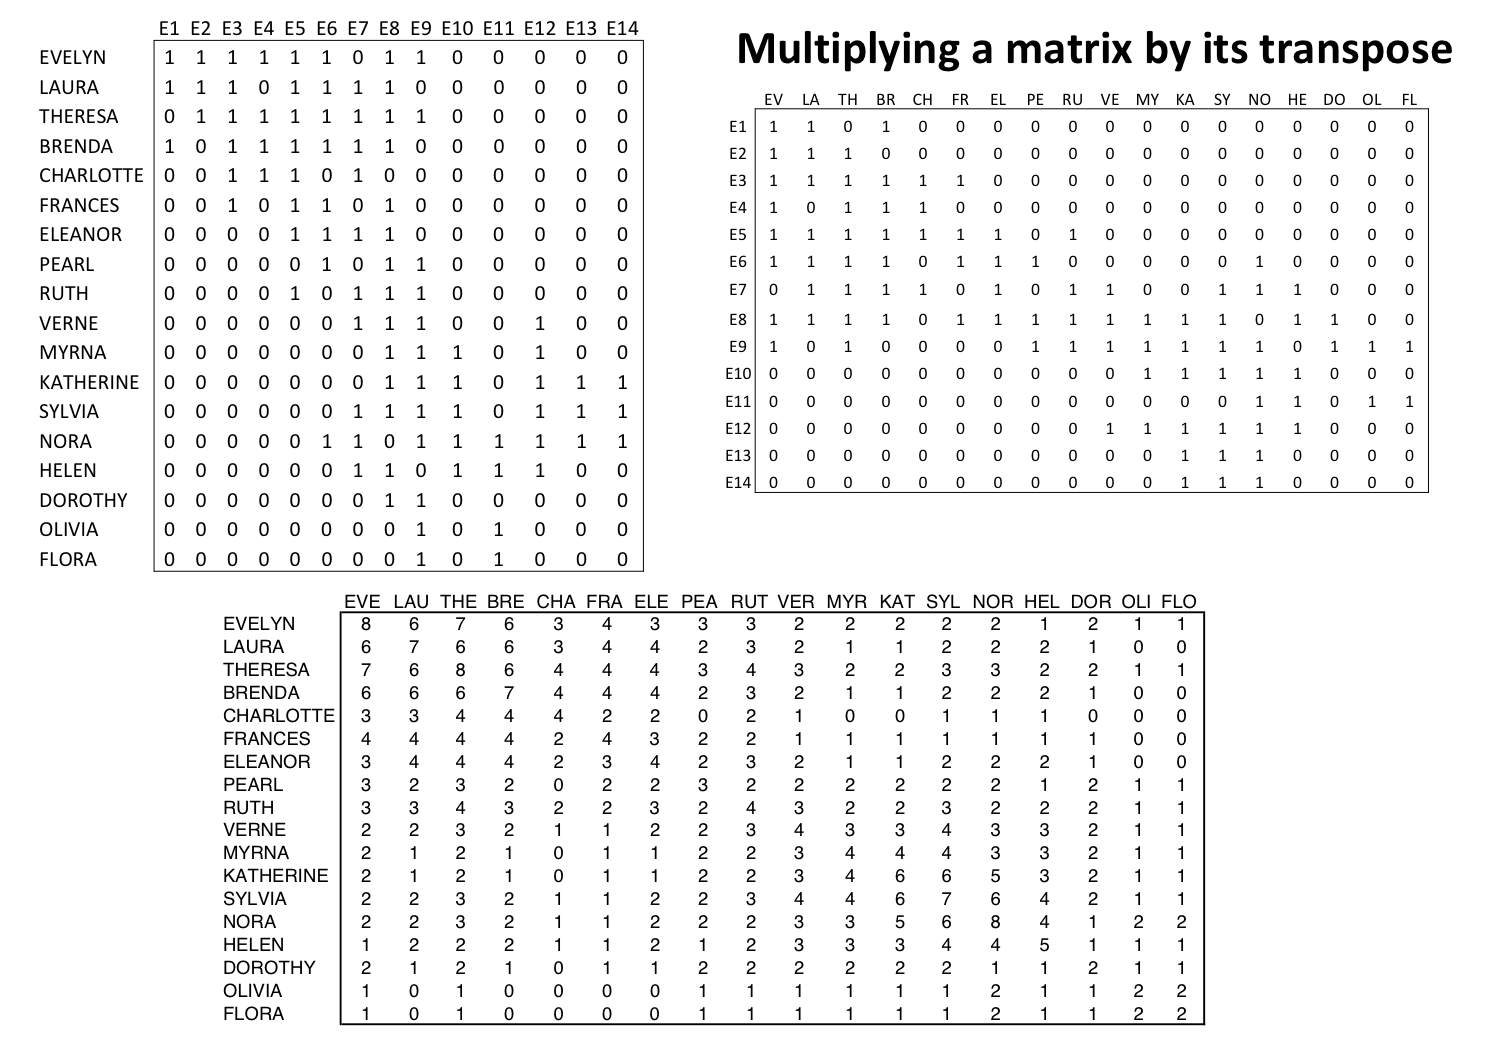 E1 E2 E3 E4 E5 E6 E7 E8 E9 E10 E11 E12 E13 E14
EVELYN 1 1 1 1 1 1 0 1 1 0 0 0 0 0
LAURA 1 1 1 0 1 1 1 1 0 0 0 0 0 0
THERESA 0 1 1 1 1 1 1 1 1 0 0 0 0 0
BRENDA 1 0 1 1 1 1 1 1 0 0 0 0 0 0
CHARLOTTE 0 0 1 1 1 0 1 0 0 0 0 0 0 0
FRANCES 0 0 1 0 1 1 0 1 0 0 0 0 0 0
ELEANOR 0 0 0 0 1 1 1 1 0 0 0 0 0 0
PEARL 0 0 0 0 0 1 0 1 1 0 0 0 0 0
RUTH 0 0 0 0 1 0 1 1 1 0 0 0 0 0
VERNE 0 0 0 0 0 0 1 1 1 0 0 1 0 0
MYRNA 0 0 0 0 0 0 0 1 1 1 0 1 0 0
KATHERINE 0 0 0 0 0 0 0 1 1 1 0 1 1 1
SYLVIA 0 0 0 0 0 0 1 1 1 1 0 1 1 1
NORA 0 0 0 0 0 1 1 0 1 1 1 1 1 1
HELEN 0 0 0 0 0 0 1 1 0 1 1 1 0 0
DOROTHY 0 0 0 0 0 0 0 1 1 0 0 0 0 0
OLIVIA 0 0 0 0 0 0 0 0 1 0 1 0 0 0
FLORA 0 0 0 0 0 0 0 0 1 0 1 0 0 0
Multiplying a matrix by its transpose
EV LA TH BR CH FR EL PE RU VE MY KA SY NO HE DO OL FL
E1 1 1 0 1 0 0 0 0 0 0 0 0 0 0 0 0 0 0
E2 1 1 1 0 0 0 0 0 0 0 0 0 0 0 0 0 0 0
E3 1 1 1 1 1 1 0 0 0 0 0 0 0 0 0 0 0 0
E4 1 0 1 1 1 0 0 0 0 0 0 0 0 0 0 0 0 0
E5 1 1 1 1 1 1 1 0 1 0 0 0 0 0 0 0 0 0
E6 1 1 1 1 0 1 1 1 0 0 0 0 0 1 0 0 0 0
E7 0 1 1 1 1 0 1 0 1 1 0 0 1 1 1 0 0 0
E8 1 1 1 1 0 1 1 1 1 1 1 1 1 0 1 1 0 0
E9 1 0 1 0 0 0 0 1 1 1 1 1 1 1 0 1 1 1
E10 0 0 0 0 0 0 0 0 0 0 1 1 1 1 1 0 0 0
E11 0 0 0 0 0 0 0 0 0 0 0 0 0 1 1 0 1 1
E12 0 0 0 0 0 0 0 0 0 1 1 1 1 1 1 0 0 0
E13 0 0 0 0 0 0 0 0 0 0 0 1 1 1 0 0 0 0
E14 0 0 0 0 0 0 0 0 0 0 0 1 1 1 0 0 0 0
EVE LAU THE BRE CHA FRA ELE PEA RUT VER MYR KAT SYL NOR HEL DOR OLI FLO
EVELYN 8 6 7 6 3 4 3 3 3 2 2 2 2 2 1 2 1 1
LAURA 6 7 6 6 3 4 4 2 3 2 1 1 2 2 2 1 0 0
THERESA 7 6 8 6 4 4 4 3 4 3 2 2 3 3 2 2 1 1
BRENDA 6 6 6 7 4 4 4 2 3 2 1 1 2 2 2 1 0 0
CHARLOTTE 3 3 4 4 4 2 2 0 2 1 0 0 1 1 1 0 0 0
FRANCES 4 4 4 4 2 4 3 2 2 1 1 1 1 1 1 1 0 0
ELEANOR 3 4 4 4 2 3 4 2 3 2 1 1 2 2 2 1 0 0
PEARL 3 2 3 2 0 2 2 3 2 2 2 2 2 2 1 2 1 1
RUTH 3 3 4 3 2 2 3 2 4 3 2 2 3 2 2 2 1 1
VERNE 2 2 3 2 1 1 2 2 3 4 3 3 4 3 3 2 1 1
MYRNA 2 1 2 1 0 1 1 2 2 3 4 4 4 3 3 2 1 1
KATHERINE 2 1 2 1 0 1 1 2 2 3 4 6 6 5 3 2 1 1
SYLVIA 2 2 3 2 1 1 2 2 3 4 4 6 7 6 4 2 1 1
NORA 2 2 3 2 1 1 2 2 2 3 3 5 6 8 4 1 2 2
HELEN 1 2 2 2 1 1 2 1 2 3 3 3 4 4 5 1 1 1
DOROTHY 2 1 2 1 0 1 1 2 2 2 2 2 2 1 1 2 1 1
OLIVIA 1 0 1 0 0 0 0 1 1 1 1 1 1 2 1 1 2 2
FLORA 1 0 1 0 0 0 0 1 1 1 1 1 1 2 1 1 2 2